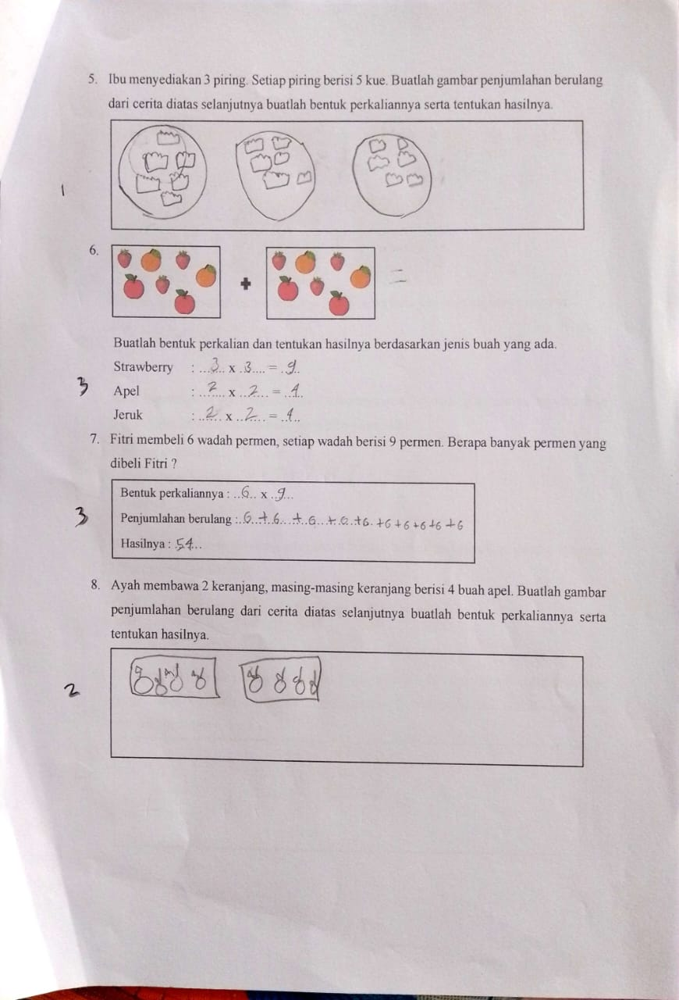 5. Ibu menyediakan 3 piring. Setiap piring berisi 5 kue. Buatlah gambar penjumlahan berulang
dari cerita diatas selanjutnya buatlah bentuk perkaliannya serta tentukan hasilnya.
1
6.
+ =
Buatlah bentuk perkalian dan tentukan hasilnya berdasarkan jenis buah yang ada.
Strawberry : ...3... x .3.... = .9..
3
Apel : ...2.... x ..2... = .4..
Jeruk : ..2... x ..2... = .4..
7. Fitri membeli 6 wadah permen, setiap wadah berisi 9 permen. Berapa banyak permen yang
dibeli Fitri ?
Bentuk perkaliannya : ..6.. x ..9...
3
Penjumlahan berulang : ..6..+..6...+..6...+.6..+6. +6 +6 +6 +6 +6
Hasilnya : .54...
8. Ayah membawa 2 keranjang, masing-masing keranjang berisi 4 buah apel. Buatlah gambar
penjumlahan berulang dari cerita diatas selanjutnya buatlah bentuk perkaliannya serta
tentukan hasilnya.
2